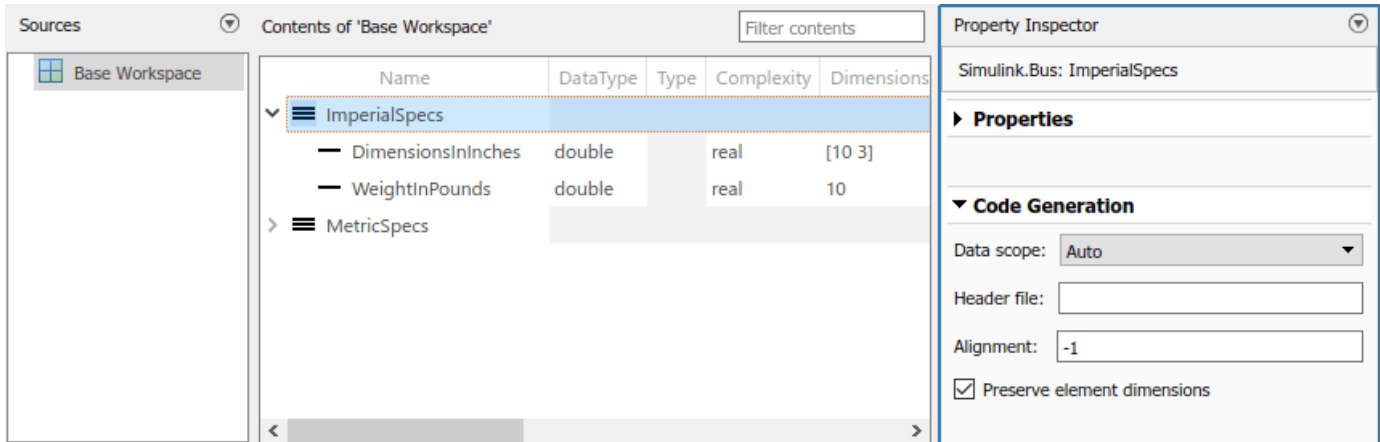 Sources
Base Workspace
Contents of 'Base Workspace'
Filter contents
Name DataType Type Complexity Dimensions
ImperialSpecs
DimensionsInInches double real [10 3]
WeightInPounds double real 10
MetricSpecs
Property Inspector
Simulink.Bus: ImperialSpecs
Properties
Code Generation
Data scope: Auto
Header file:
Alignment: -1
Preserve element dimensions